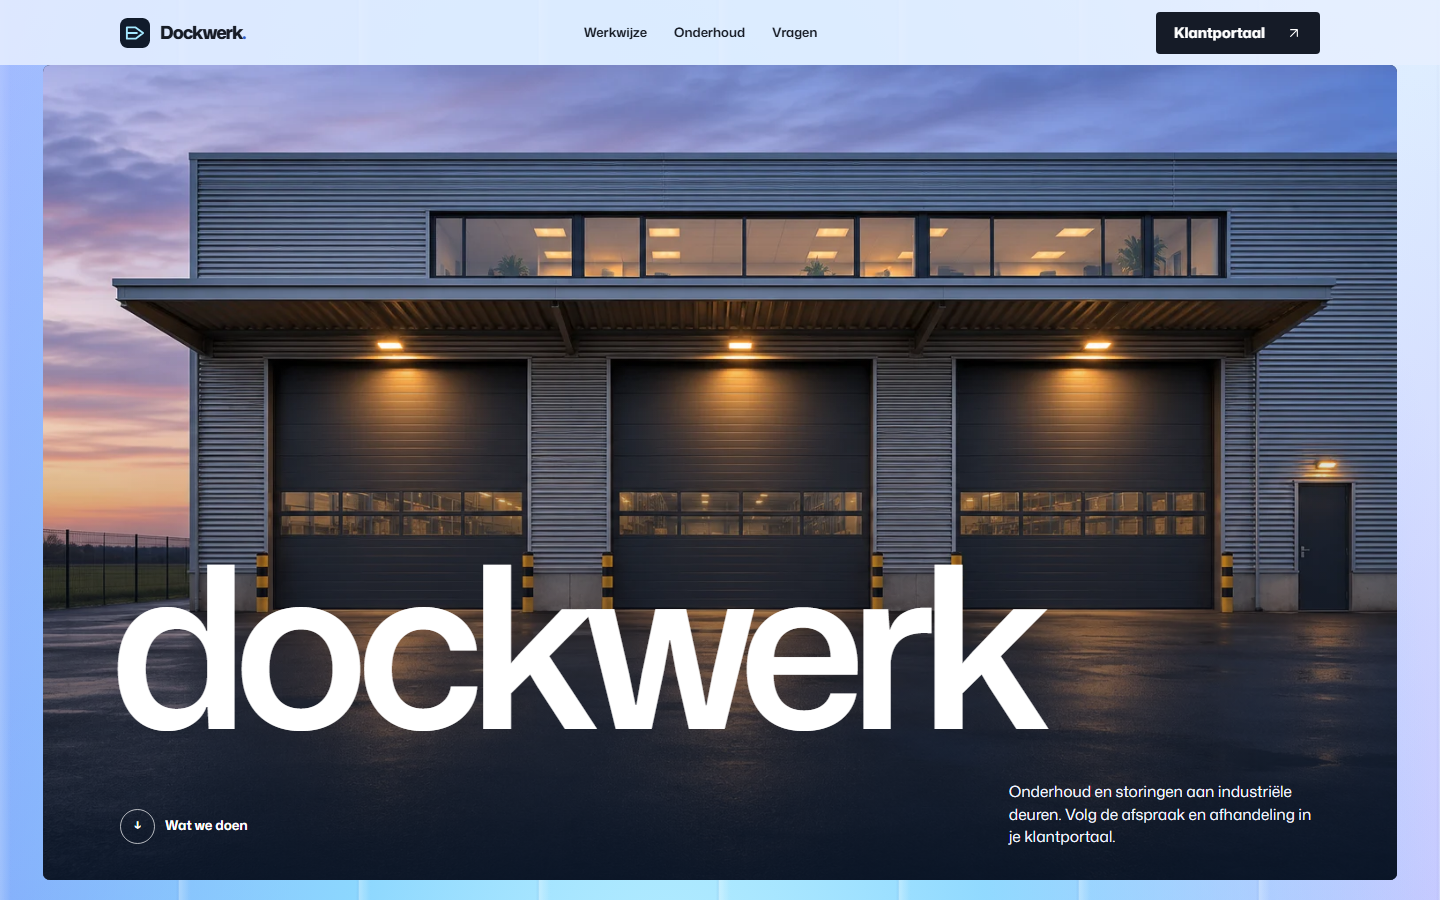 Dockwerk.
Werkwijze
Onderhoud
Vragen
Klantportaal
dockwerk
Wat we doen
Onderhoud en storingen aan industriële
deuren. Volg de afspraak en afhandeling in
je klantportaal.